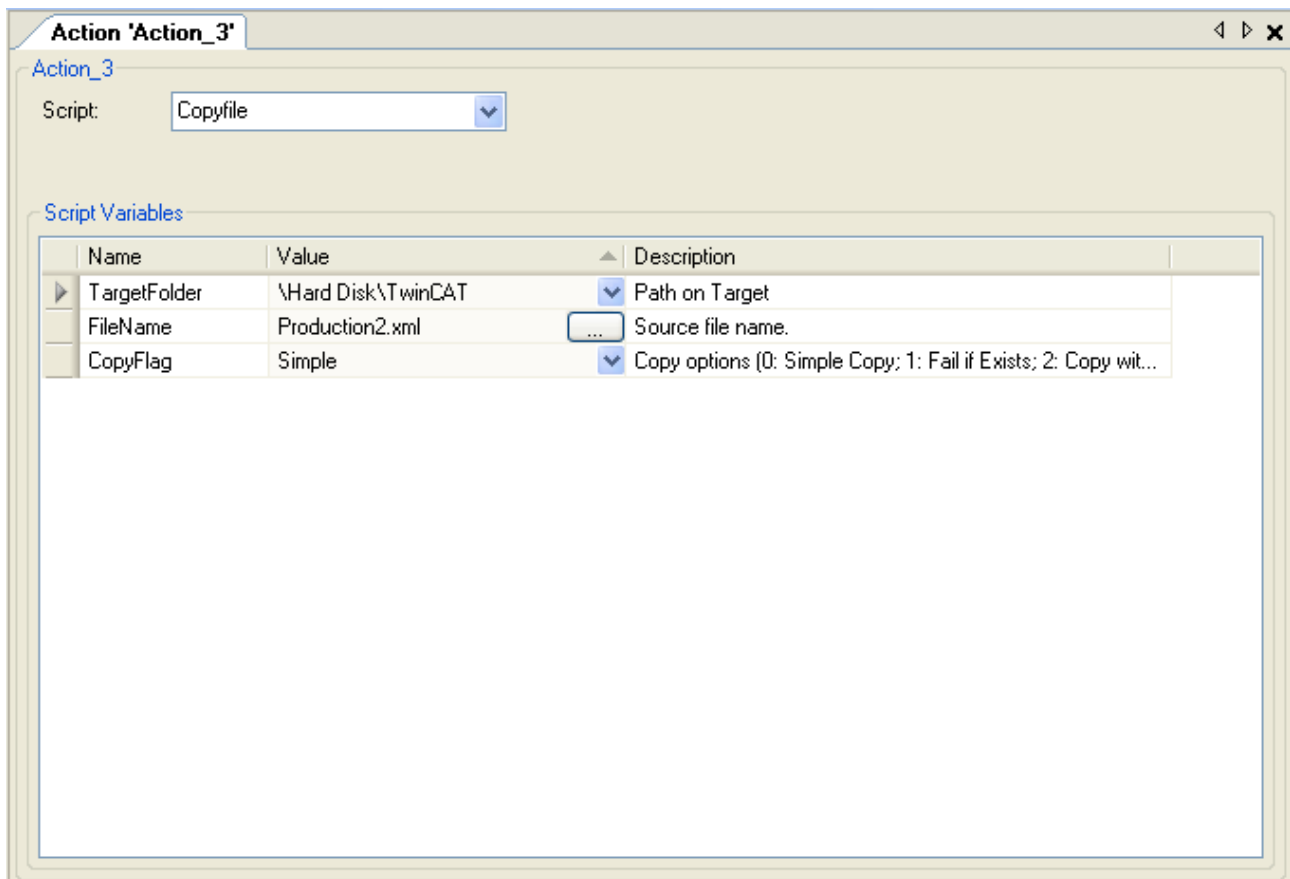 Action 'Action_3'
Action_3
Script: Copyfile
Script Variables
Name Value Description
TargetFolder \Hard Disk\TwinCAT Path on Target
FileName Production2.xml ... Source file name.
CopyFlag Simple Copy options (0: Simple Copy; 1: Fail if Exists; 2: Copy wit...